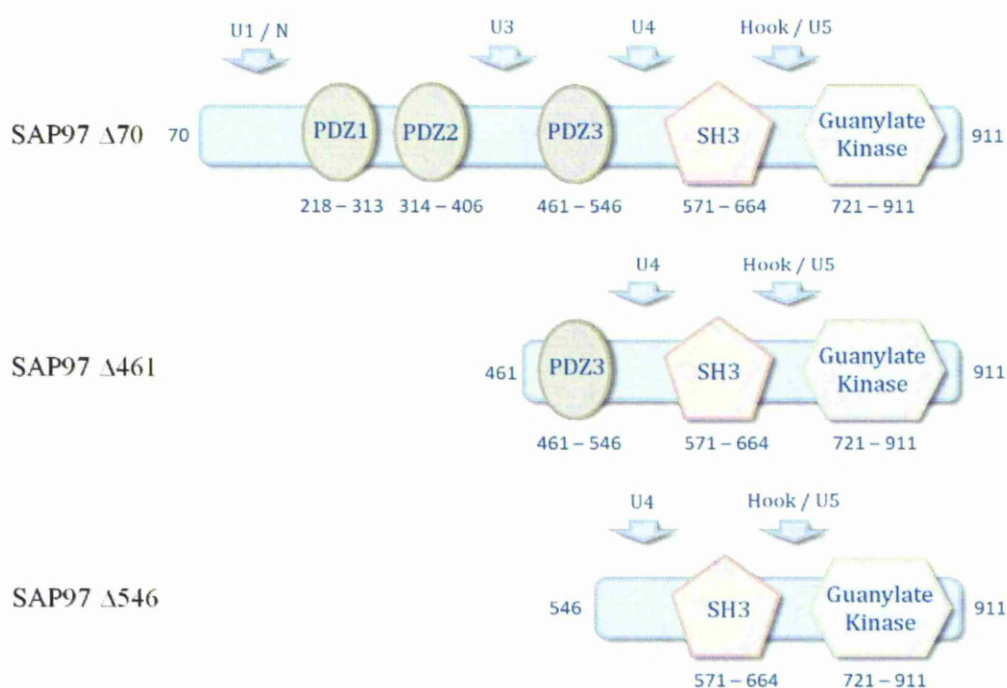 U1 / N U3 U4 Hook / U5
SAP97 Δ70 70 PDZ1 PDZ2 PDZ3 SH3 Guanylate Kinase 911
218 – 313 314 – 406 461 – 546 571 – 664 721 – 911
U4 Hook / U5
SAP97 Δ461 461 PDZ3 SH3 Guanylate Kinase 911
461 – 546 571 – 664 721 – 911
U4 Hook / U5
SAP97 Δ546 546 SH3 Guanylate Kinase 911
571 – 664 721 – 911